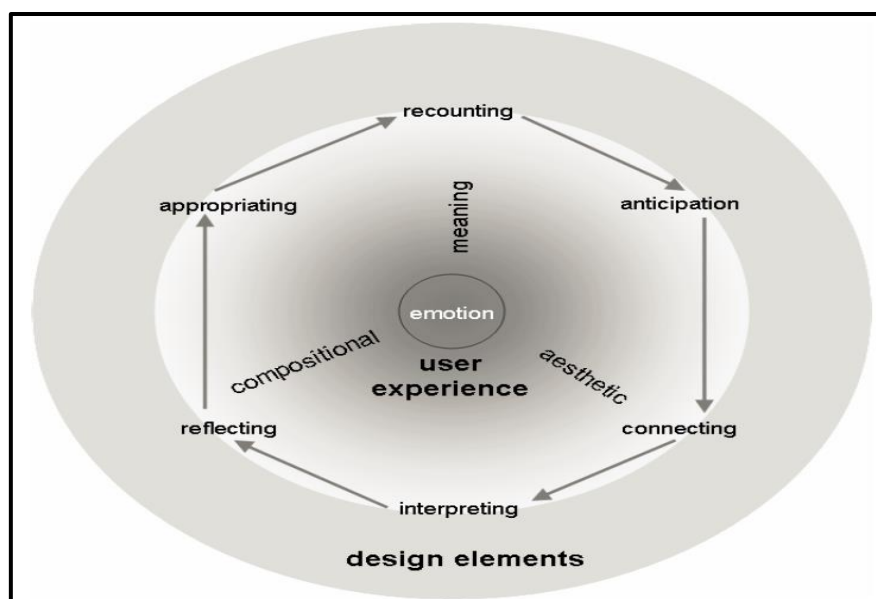 recounting
appropriating
anticipation
meaning
emotion
compositional
user
experience
aesthetic
reflecting
connecting
interpreting
design elements